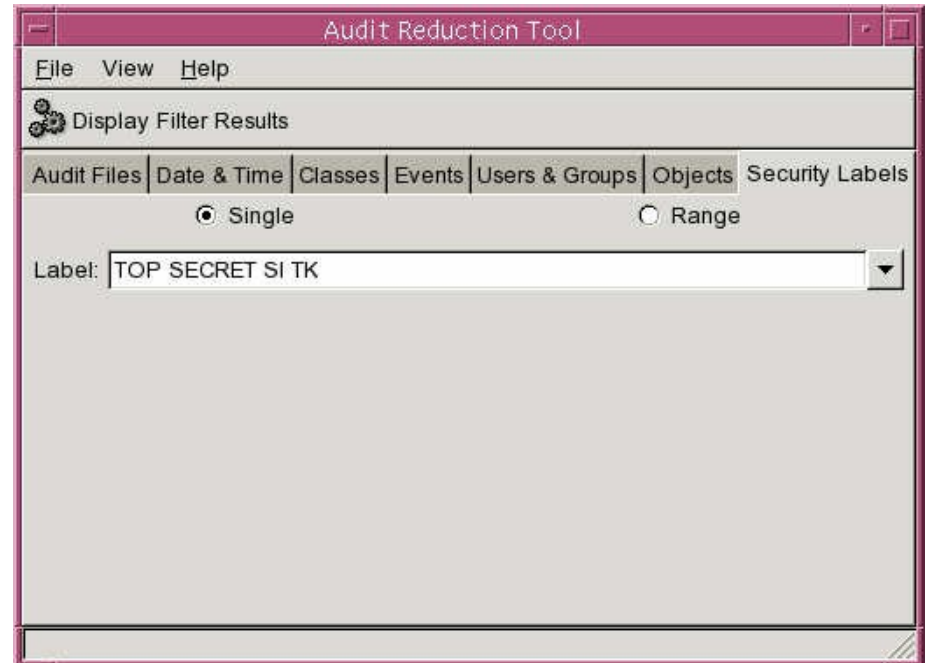 Audit Reduction Tool
File View Help
Display Filter Results
Audit Files Date & Time Classes Events Users & Groups Objects Security Labels
Single Range
Label: TOP SECRET SI TK